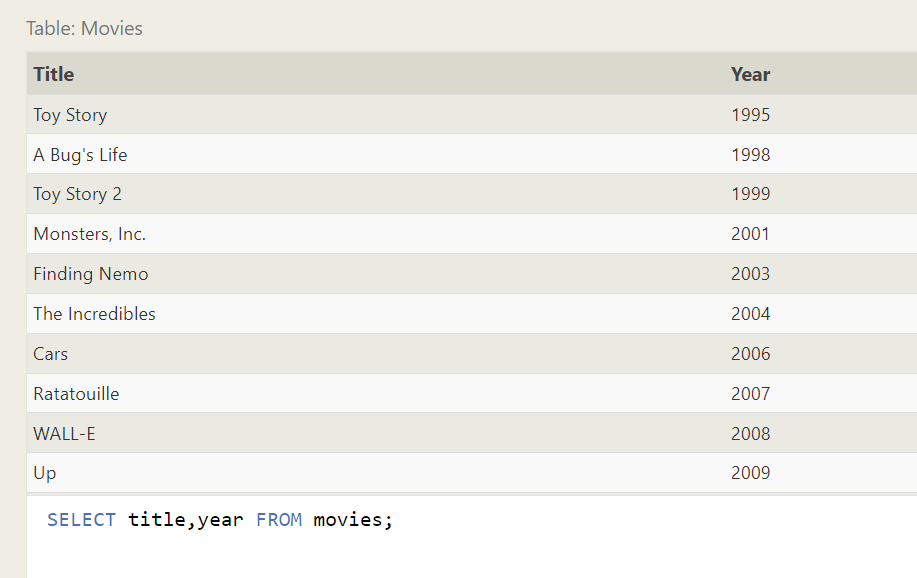 Table: Movies
Title Year
Toy Story 1995
A Bug's Life 1998
Toy Story 2 1999
Monsters, Inc. 2001
Finding Nemo 2003
The Incredibles 2004
Cars 2006
Ratatouille 2007
WALL-E 2008
Up 2009
SELECT title,year FROM movies;